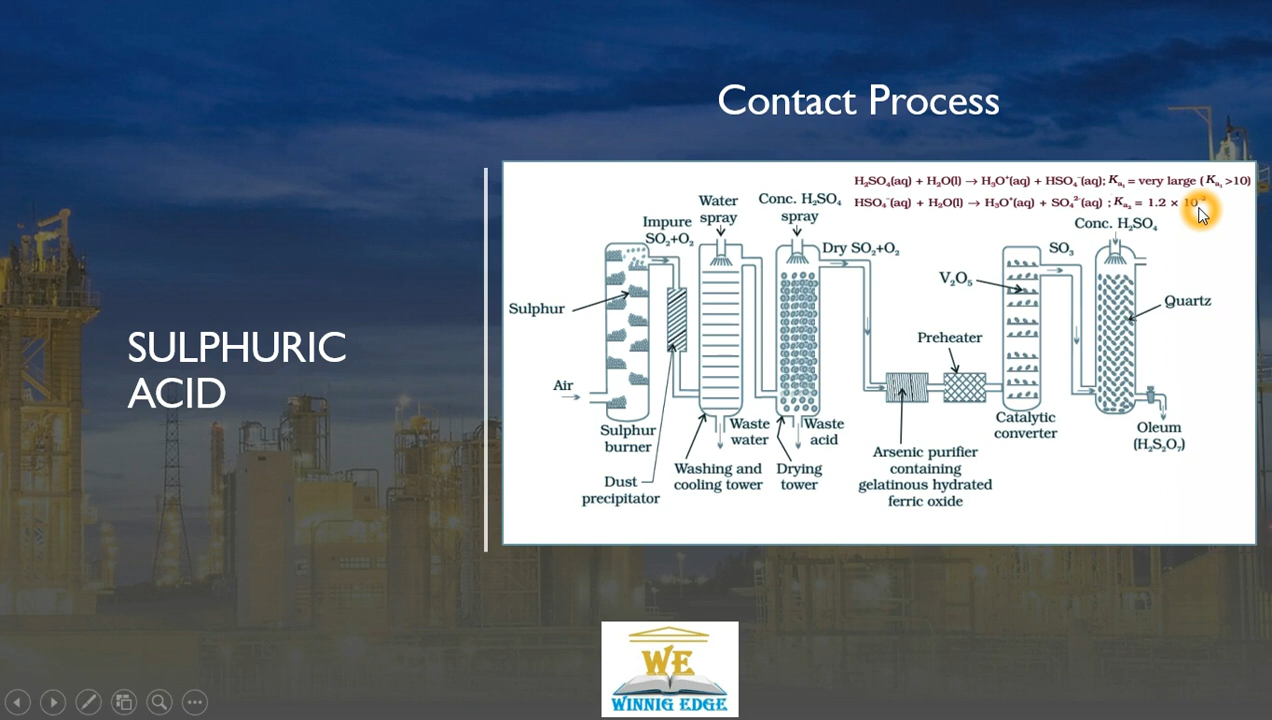 Contact Process
SULPHURIC
ACID
H₂SO₄(aq) + H₂O(l) → H₃O⁺(aq) + HSO₄⁻(aq); Kₐ₁ = very large ( Kₐ₁ >10)
HSO₄⁻(aq) + H₂O(l) → H₃O⁺(aq) + SO₄²⁻(aq) ; Kₐ₂ = 1.2 × 10
Water
spray
Conc. H₂SO₄
spray
Impure
SO₂+O₂
Dry SO₂+O₂
SO₃
Conc. H₂SO₄
V₂O₅
Quartz
Sulphur
Preheater
Air
Sulphur
burner
Waste
water
Waste
acid
Catalytic
converter
Oleum
(H₂S₂O₇)
Dust
precipitator
Washing and
cooling tower
Drying
tower
Arsenic purifier
containing
gelatinous hydrated
ferric oxide
WE
WINNIG EDGE